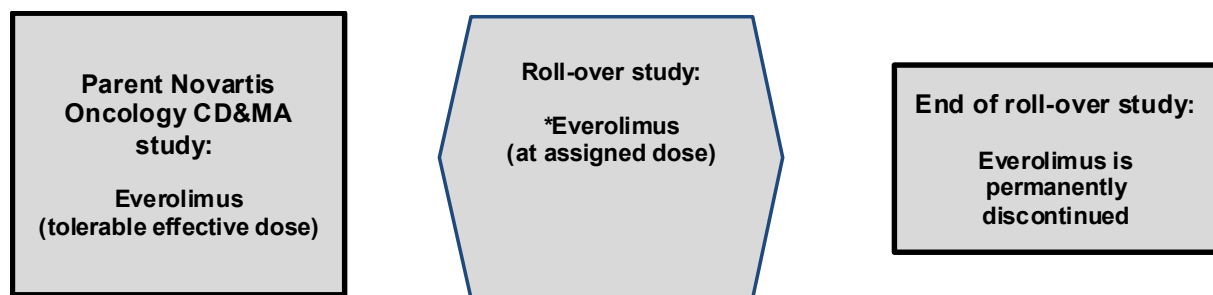 Parent Novartis
Oncology CD&MA
study:
Everolimus
(tolerable effective dose)
Roll-over study:
*Everolimus
(at assigned dose)
End of roll-over study:
Everolimus is
permanently
discontinued